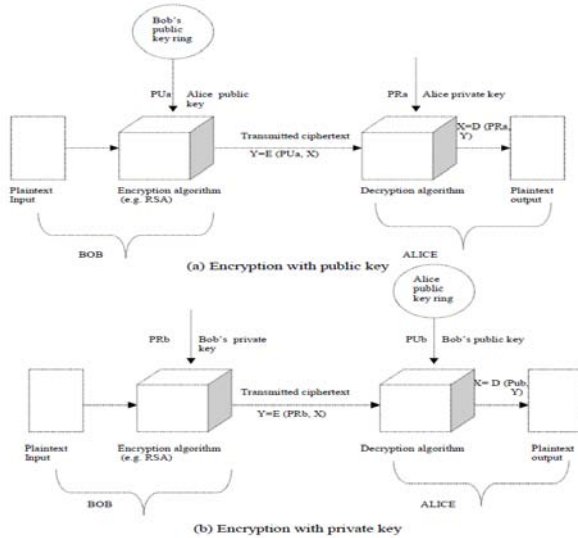 Bob's
public
key ring
PUa
Alice public
key
PRa
Alice private key
Transmitted ciphertext
Y=E (PUa, X)
X=D (PRa,
Y)
Plaintext
Input
Encryption algorithm
(e.g. RSA)
Decryption algorithm
Plaintext
output
BOB
ALICE
(a) Encryption with public key
Alice
public
key ring
PRb
Bob's private
key
PUb
Bob's public key
Transmitted ciphertext
Y=E (PRb, X)
X= D (Pub,
Y)
Plaintext
Input
Encryption algorithm
(e.g. RSA)
Decryption algorithm
Plaintext
output
BOB
ALICE
(b) Encryption with private key